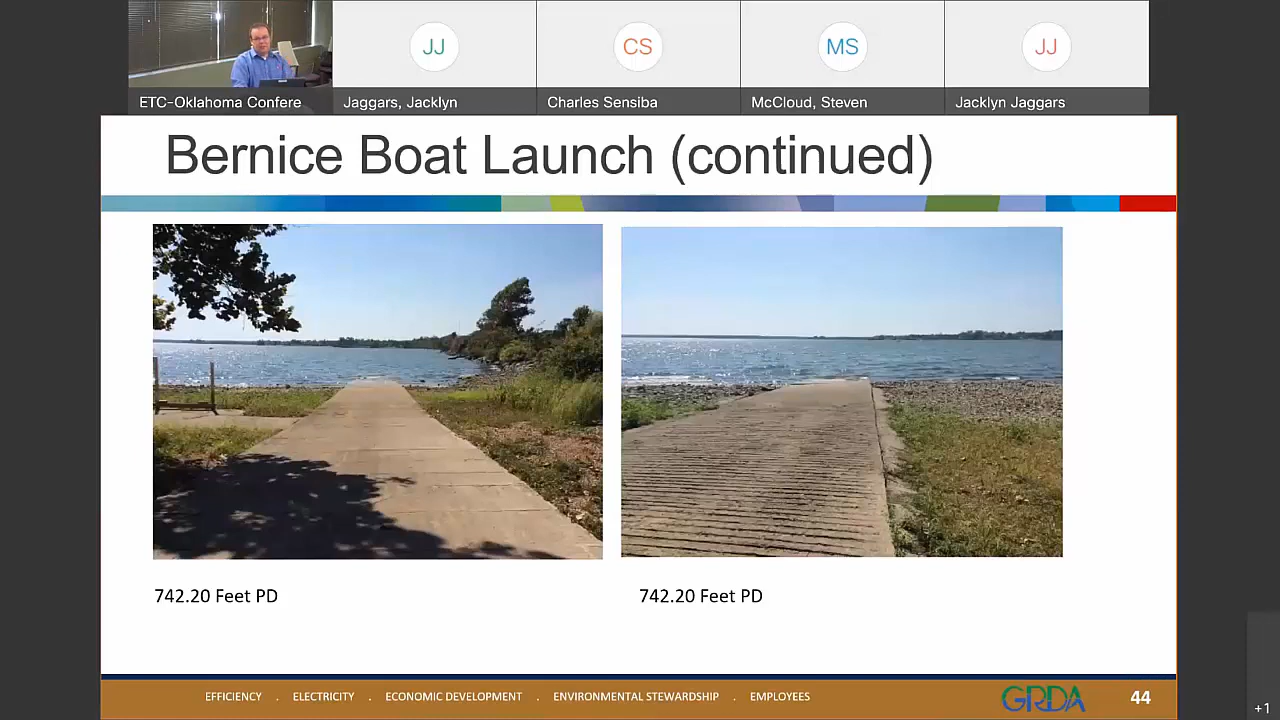 JJ
CS
MS
JJ
ETC-Oklahoma Confere
Jaggars, Jacklyn
Charles Sensiba
McCloud, Steven
Jacklyn Jaggars
Bernice Boat Launch (continued)
742.20 Feet PD
742.20 Feet PD
EFFICIENCY . ELECTRICITY . ECONOMIC DEVELOPMENT . ENVIRONMENTAL STEWARDSHIP . EMPLOYEES
GRDA
44
+1